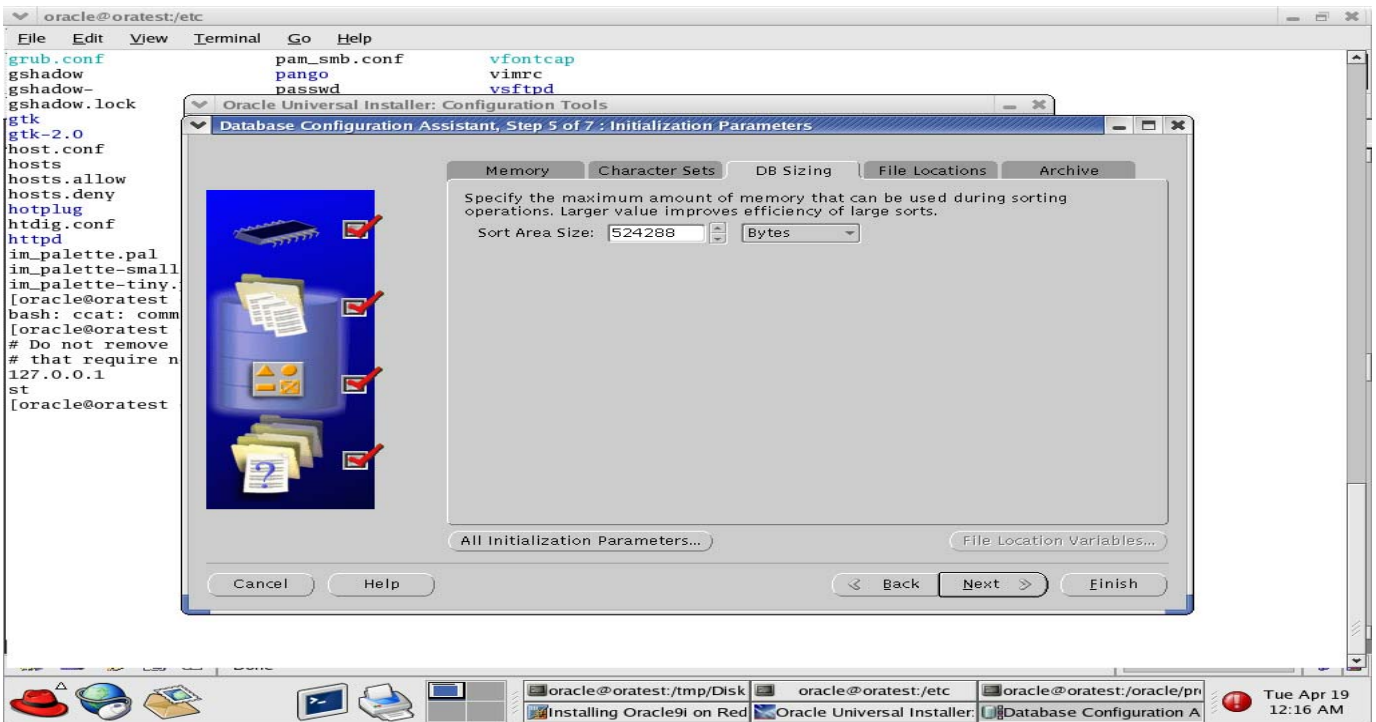 oracle@oratest:/etc
File Edit View Terminal Go Help
grub.conf pam_smb.conf vfontcap
gshadow pango vimrc
gshadow- passwd vsftpd
gshadow.lock
gtk
gtk-2.0
host.conf
hosts
hosts.allow
hosts.deny
hotplug
htdig.conf
httpd
im_palette.pal
im_palette-small
im_palette-tiny.
[oracle@oratest
bash: ccat: comm
[oracle@oratest
# Do not remove
# that require n
127.0.0.1
st
[oracle@oratest
Oracle Universal Installer: Configuration Tools
Database Configuration Assistant, Step 5 of 7 : Initialization Parameters
Memory Character Sets DB Sizing File Locations Archive
Specify the maximum amount of memory that can be used during sorting
operations. Larger value improves efficiency of large sorts.
Sort Area Size: 524288 Bytes
All Initialization Parameters... File Location Variables...
Cancel Help Back Next Finish
oracle@oratest:/tmp/Disk oracle@oratest:/etc oracle@oratest:/oracle/pr
Installing Oracle9i on Red Oracle Universal Installer: Database Configuration A
Tue Apr 19
12:16 AM